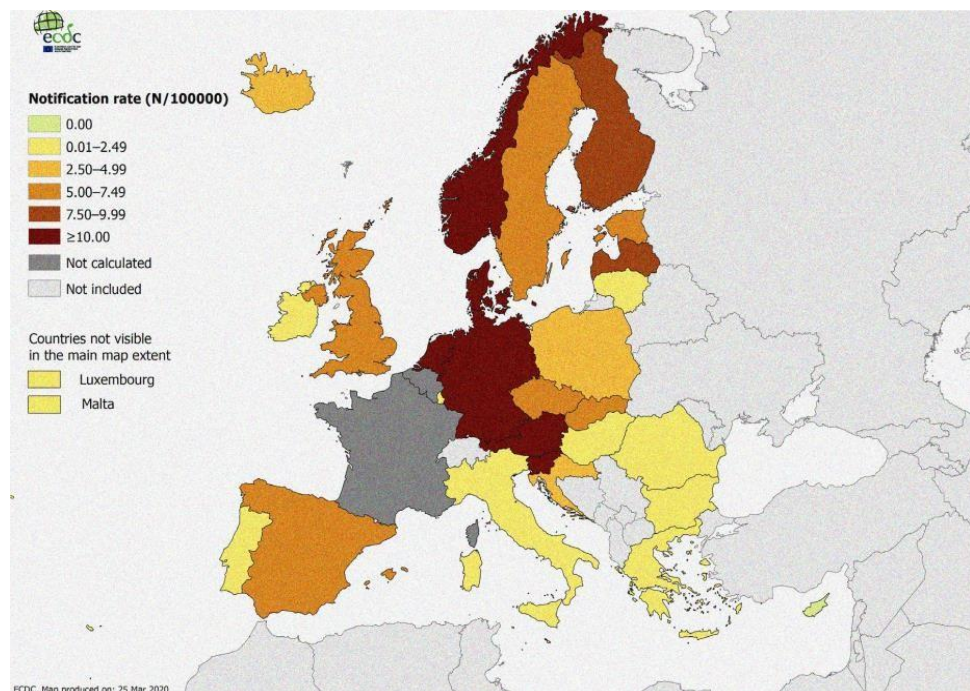 ecdc
Notification rate (N/100000)
0.00
0.01–2.49
2.50–4.99
5.00–7.49
7.50–9.99
≥10.00
Not calculated
Not included
Countries not visible
in the main map extent
Luxembourg
Malta
ECDC. Map produced on: 25 Mar 2020